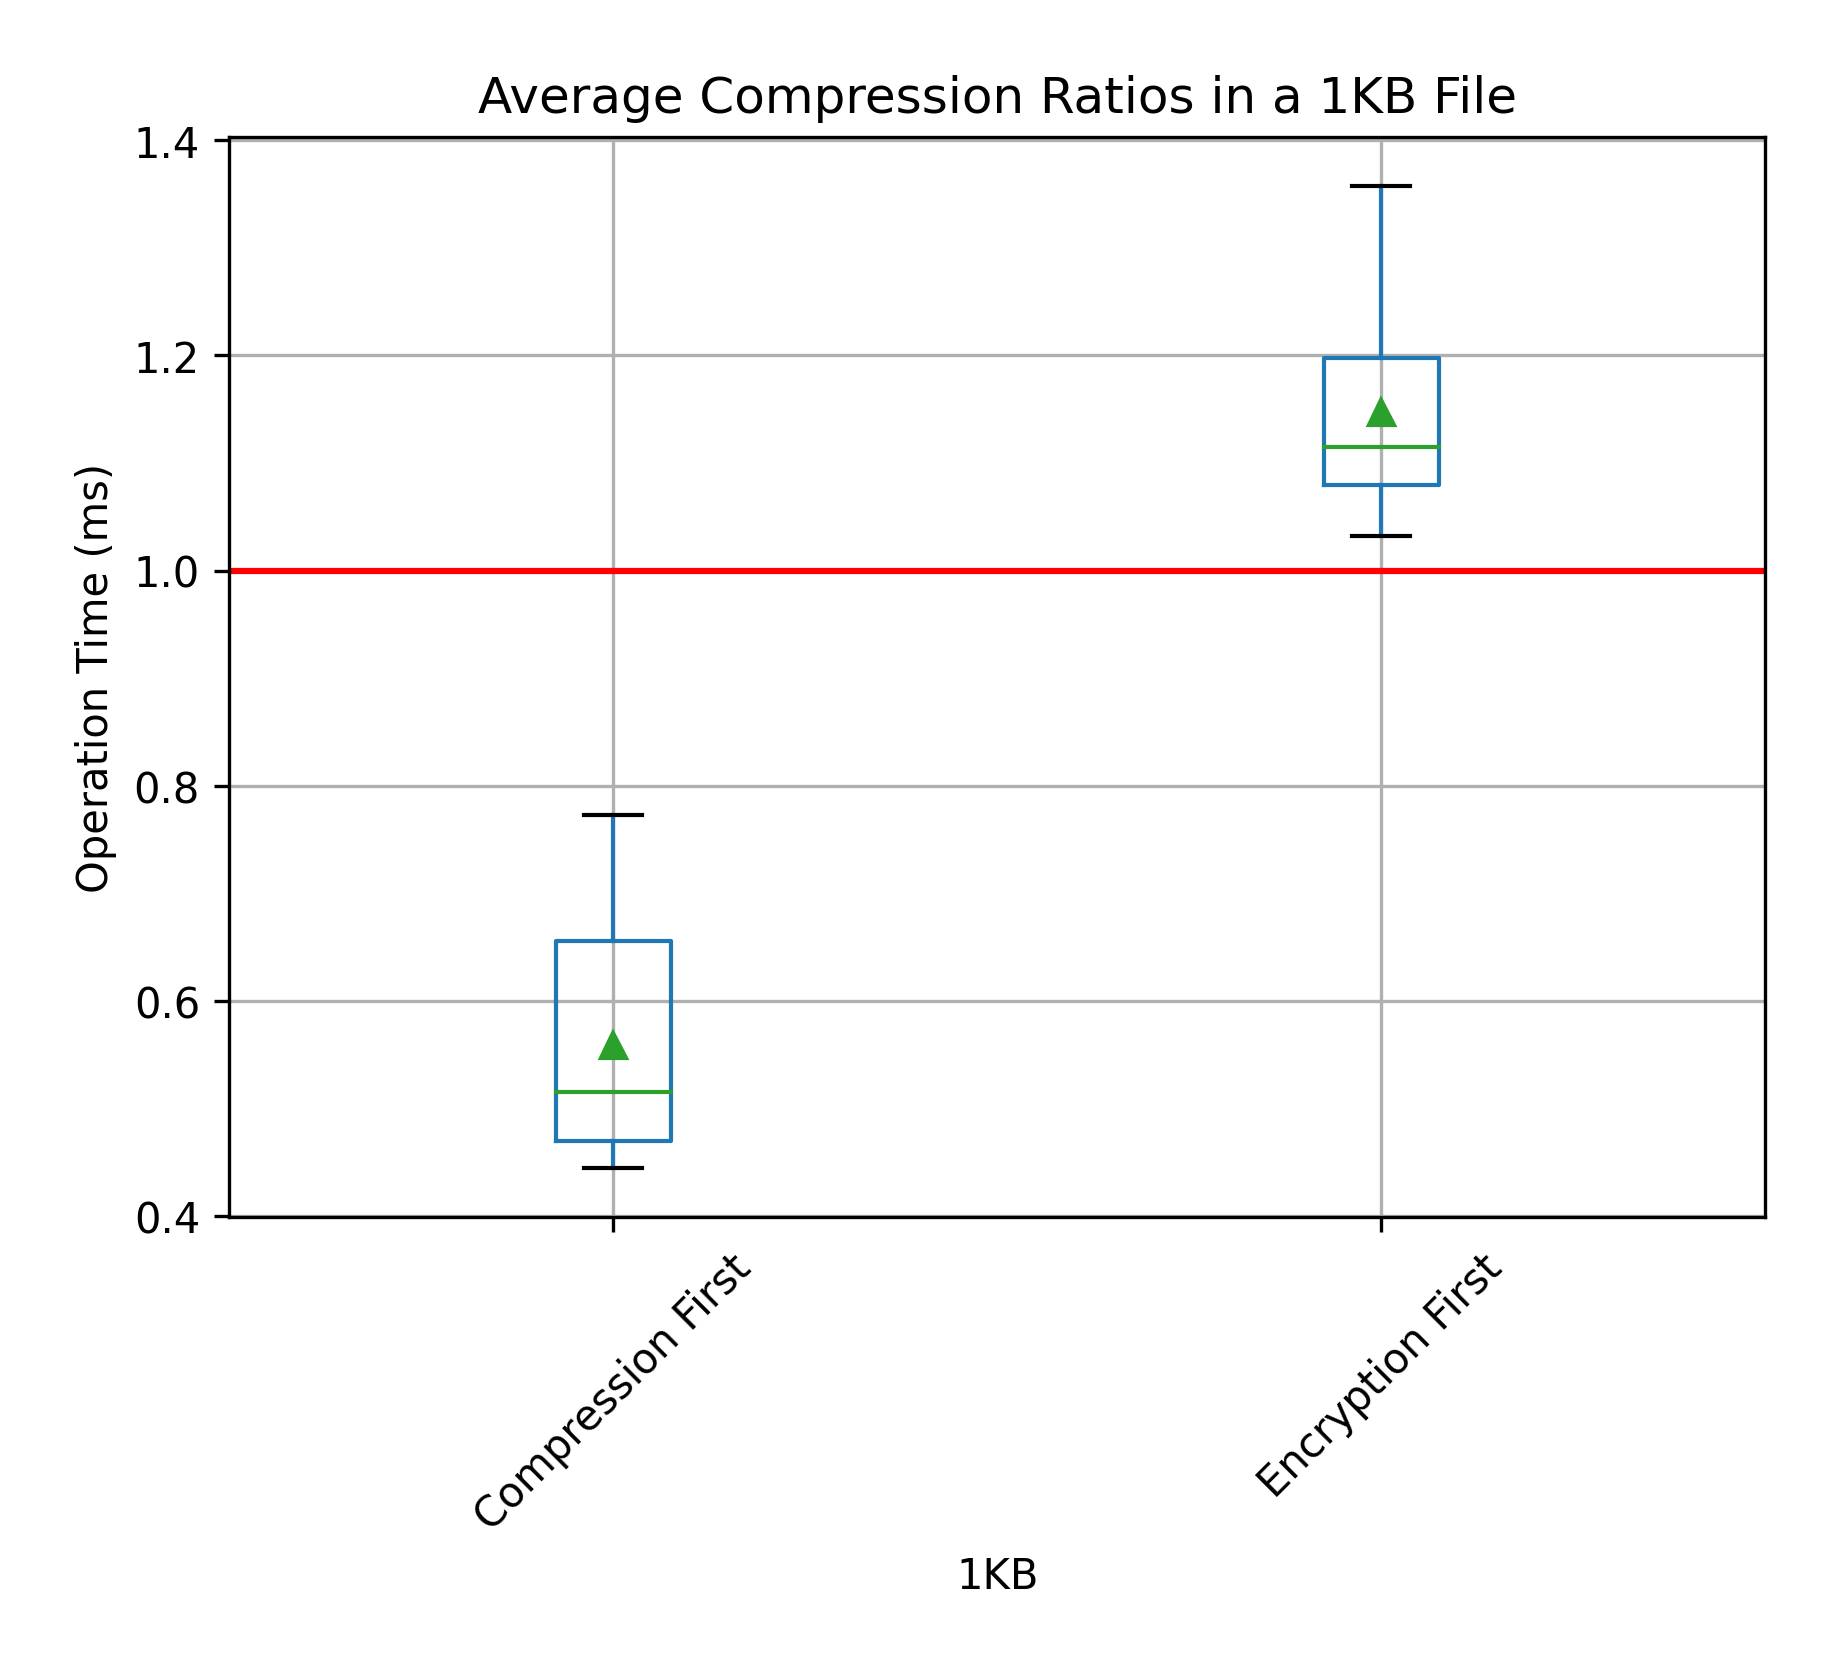 Average Compression Ratios in a 1KB File
Operation Time (ms)
1.4
1.2
1.0
0.8
0.6
0.4
Compression First
Encryption First
1KB